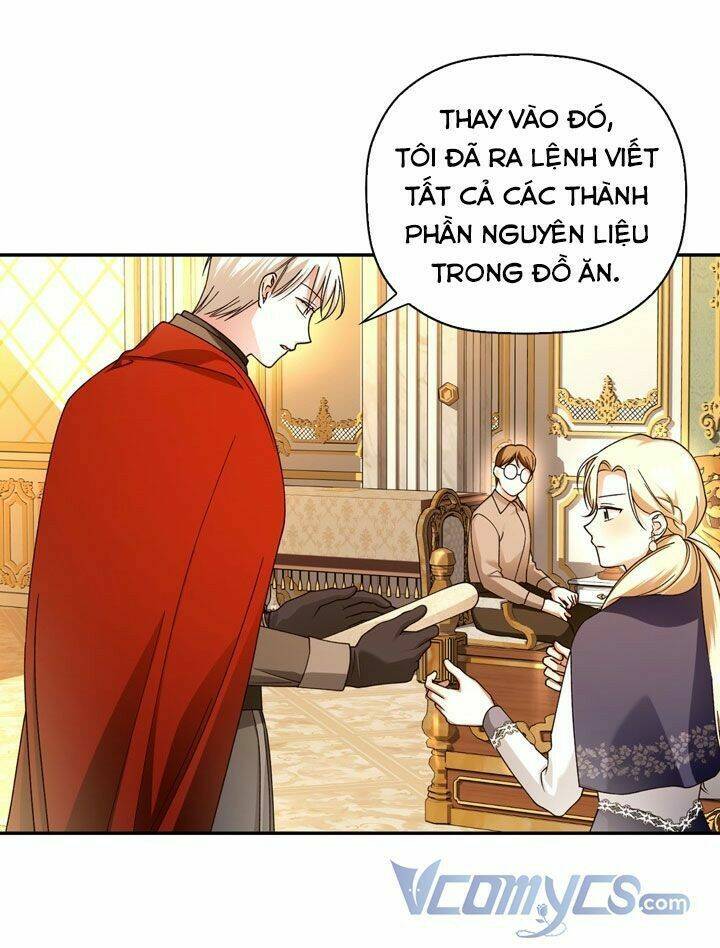 THAY VÀO ĐÓ,
TÔI ĐÃ RA LỆNH VIẾT
TẤT CẢ CÁC THÀNH
PHẦN NGUYÊN LIỆU
TRONG ĐỒ ĂN.
VCOMYCS.com